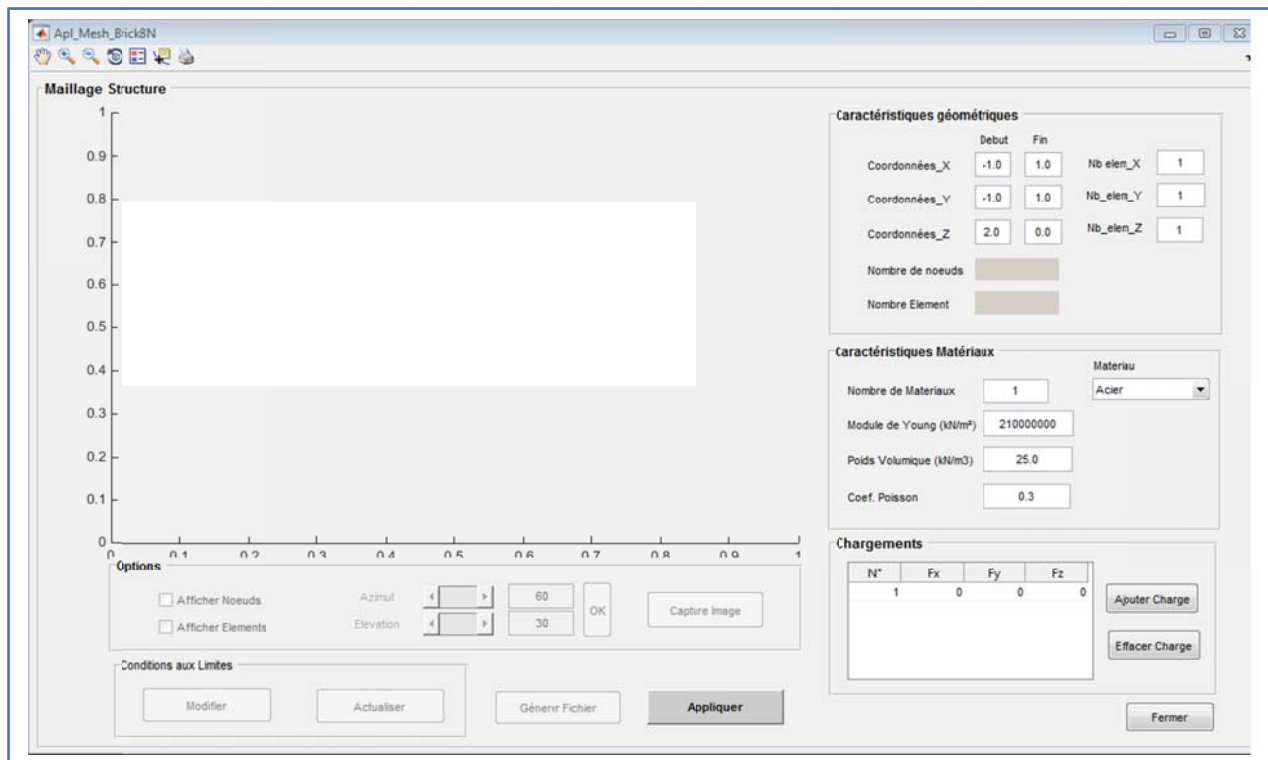 Apl_Mesh_Brick8N
Maillage Structure
1
0.9
0.8
0.7
0.6
0.5
0.4
0.3
0.2
0.1
0
0 0.1 0.2 0.3 0.4 0.5 0.6 0.7 0.8 0.9 1
Options
Afficher Noeuds
Afficher Elements
Azimut 60
Elevation 30
OK
Capture Image
Conditions aux Limites
Modifier
Actualiser
Générir Fichier
Appliquer
Caractéristiques géométriques
Debut Fin
Coordonnées_X -1.0 1.0 Nb elem_X 1
Coordonnées_Y -1.0 1.0 Nb_elem_Y 1
Coordonnées_Z 2.0 0.0 Nb_elem_Z 1
Nombre de noeuds
Nombre Element
Caractéristiques Matériaux
Materiau
Nombre de Materiaux 1 Acier
Module de Young (kN/m²) 210000000
Poids Volumique (kN/m3) 25.0
Coef. Poisson 0.3
Chargements
N° Fx Fy Fz
1 0 0 0
Ajouter Charge
Effacer Charge
Fermer